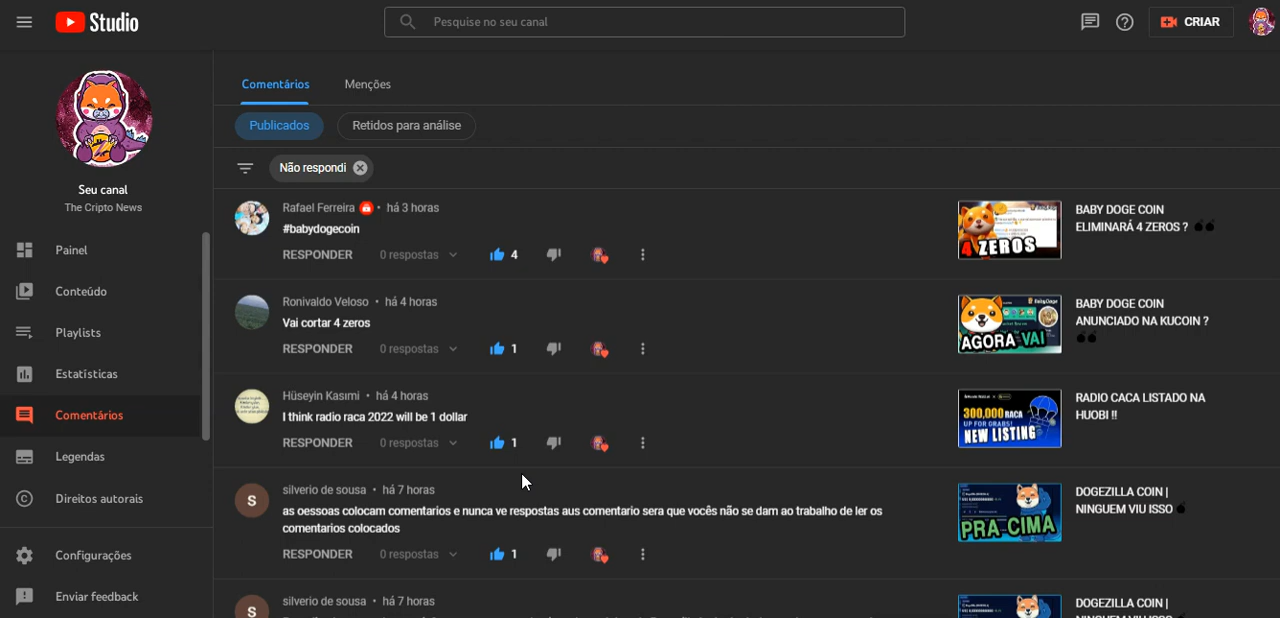 Studio
Pesquise no seu canal
CRIAR
Seu canal
The Cripto News
Painel
Conteúdo
Playlists
Estatísticas
Comentários
Legendas
Direitos autorais
Configurações
Enviar feedback
Comentários
Menções
Publicados
Retidos para análise
Não respondi
Rafael Ferreira • há 3 horas
#babydogecoin
RESPONDER 0 respostas 4
4 ZEROS
BABY DOGE COIN
ELIMINARÁ 4 ZEROS ?
Ronivaldo Veloso • há 4 horas
Vai cortar 4 zeros
RESPONDER 0 respostas 1
BabyDoge
AGORA VAI
BABY DOGE COIN
ANUNCIADO NA KUCOIN ?
Hüseyin Kasımi • há 4 horas
I think radio raca 2022 will be 1 dollar
RESPONDER 0 respostas 1
300,000 RACA
UP FOR GRABS!
NEW LISTING
RADIO CACA LISTADO NA
HUOBI !!
S
silverio de sousa • há 7 horas
as oessoas colocam comentarios e nunca ve respostas aus comentario sera que vocês não se dam ao trabalho de ler os
comentarios colocados
RESPONDER 0 respostas 1
PRA CIMA
DOGEZILLA COIN |
NINGUEM VIU ISSO
S
silverio de sousa • há 7 horas
DOGEZILLA COIN |
NINGUEM VIU ISSO